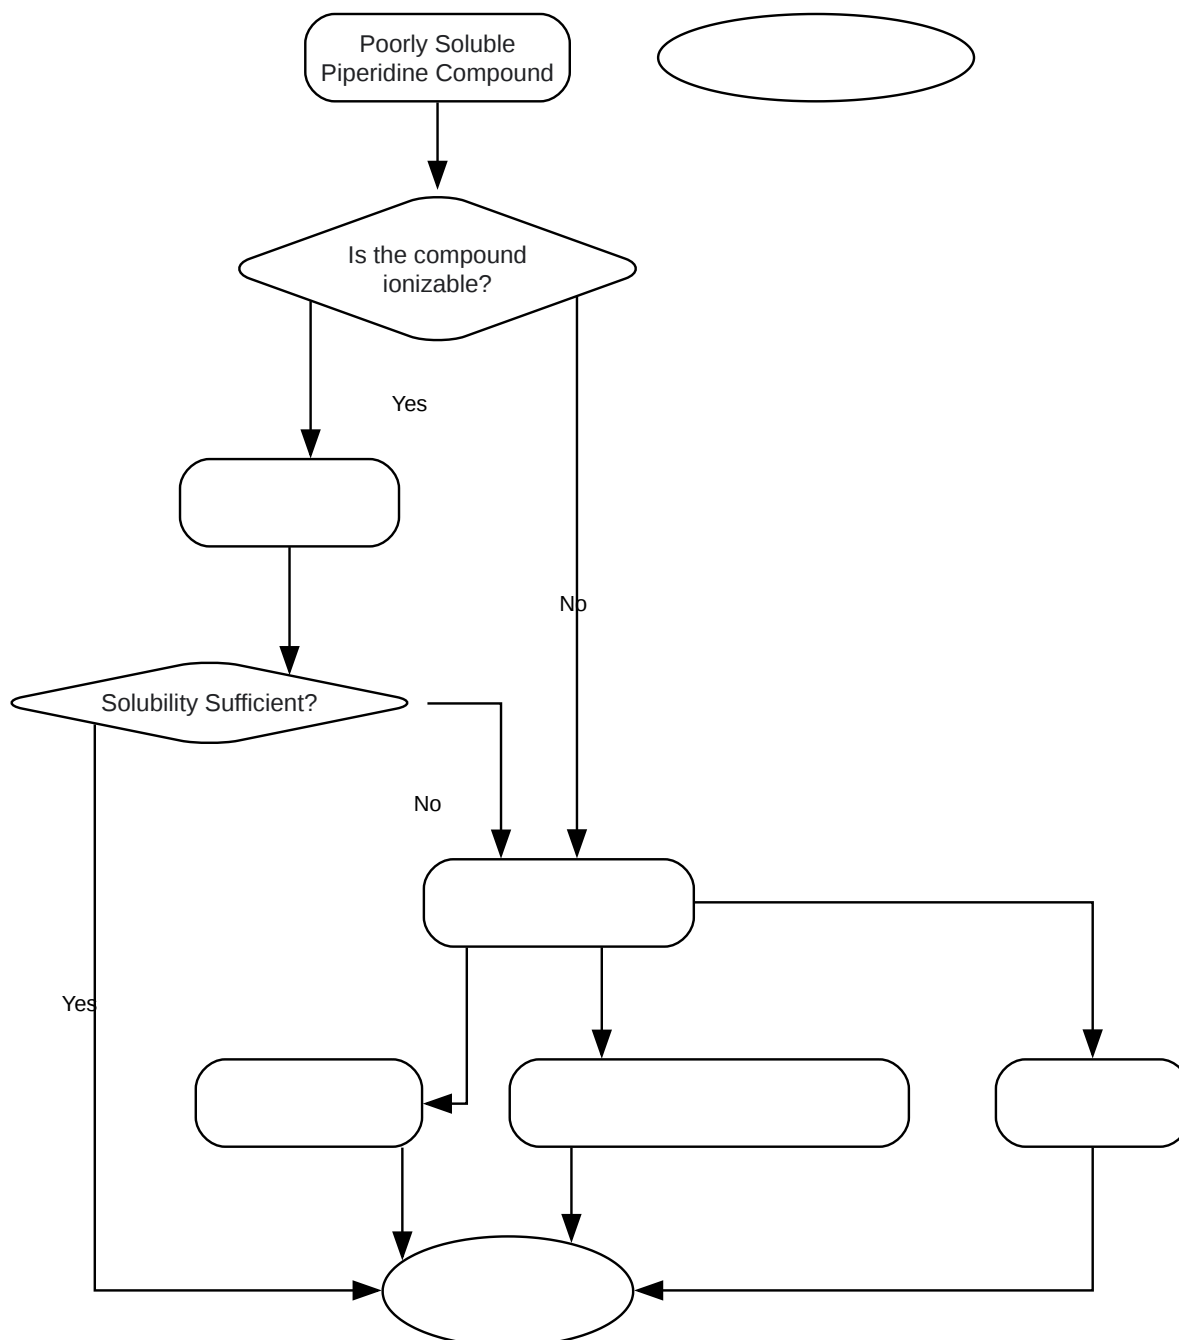 Poorly Soluble
Piperidine Compound
Is the compound
ionizable?
Yes
No
Solubility Sufficient?
No
Yes